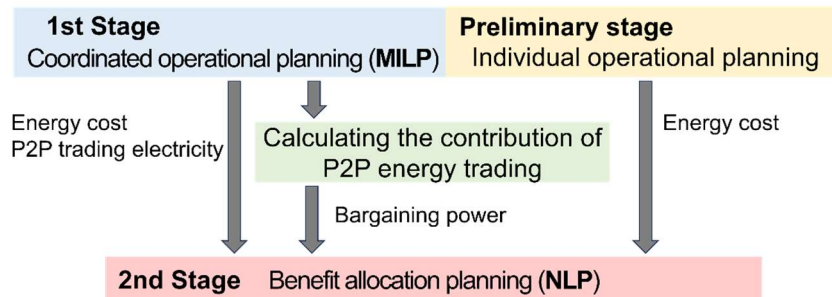 1st Stage
Coordinated operational planning (MILP)
Preliminary stage
Individual operational planning
Energy cost
P2P trading electricity
Calculating the contribution of
P2P energy trading
Energy cost
Bargaining power
2nd Stage Benefit allocation planning (NLP)